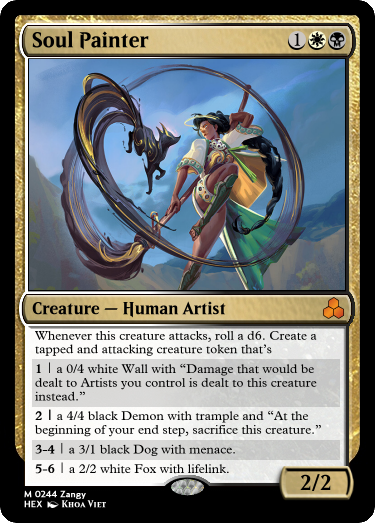 Soul Painter 1
Creature — Human Artist
Whenever this creature attacks, roll a d6. Create a
tapped and attacking creature token that's
1 | a 0/4 white Wall with “Damage that would be
dealt to Artists you control is dealt to this creature
instead.”
2 | a 4/4 black Demon with trample and “At the
beginning of your end step, sacrifice this creature.”
3-4 | a 3/1 black Dog with menace.
5-6 | a 2/2 white Fox with lifelink.
2/2
M 0244 Zangy
HEX Khoa Viet